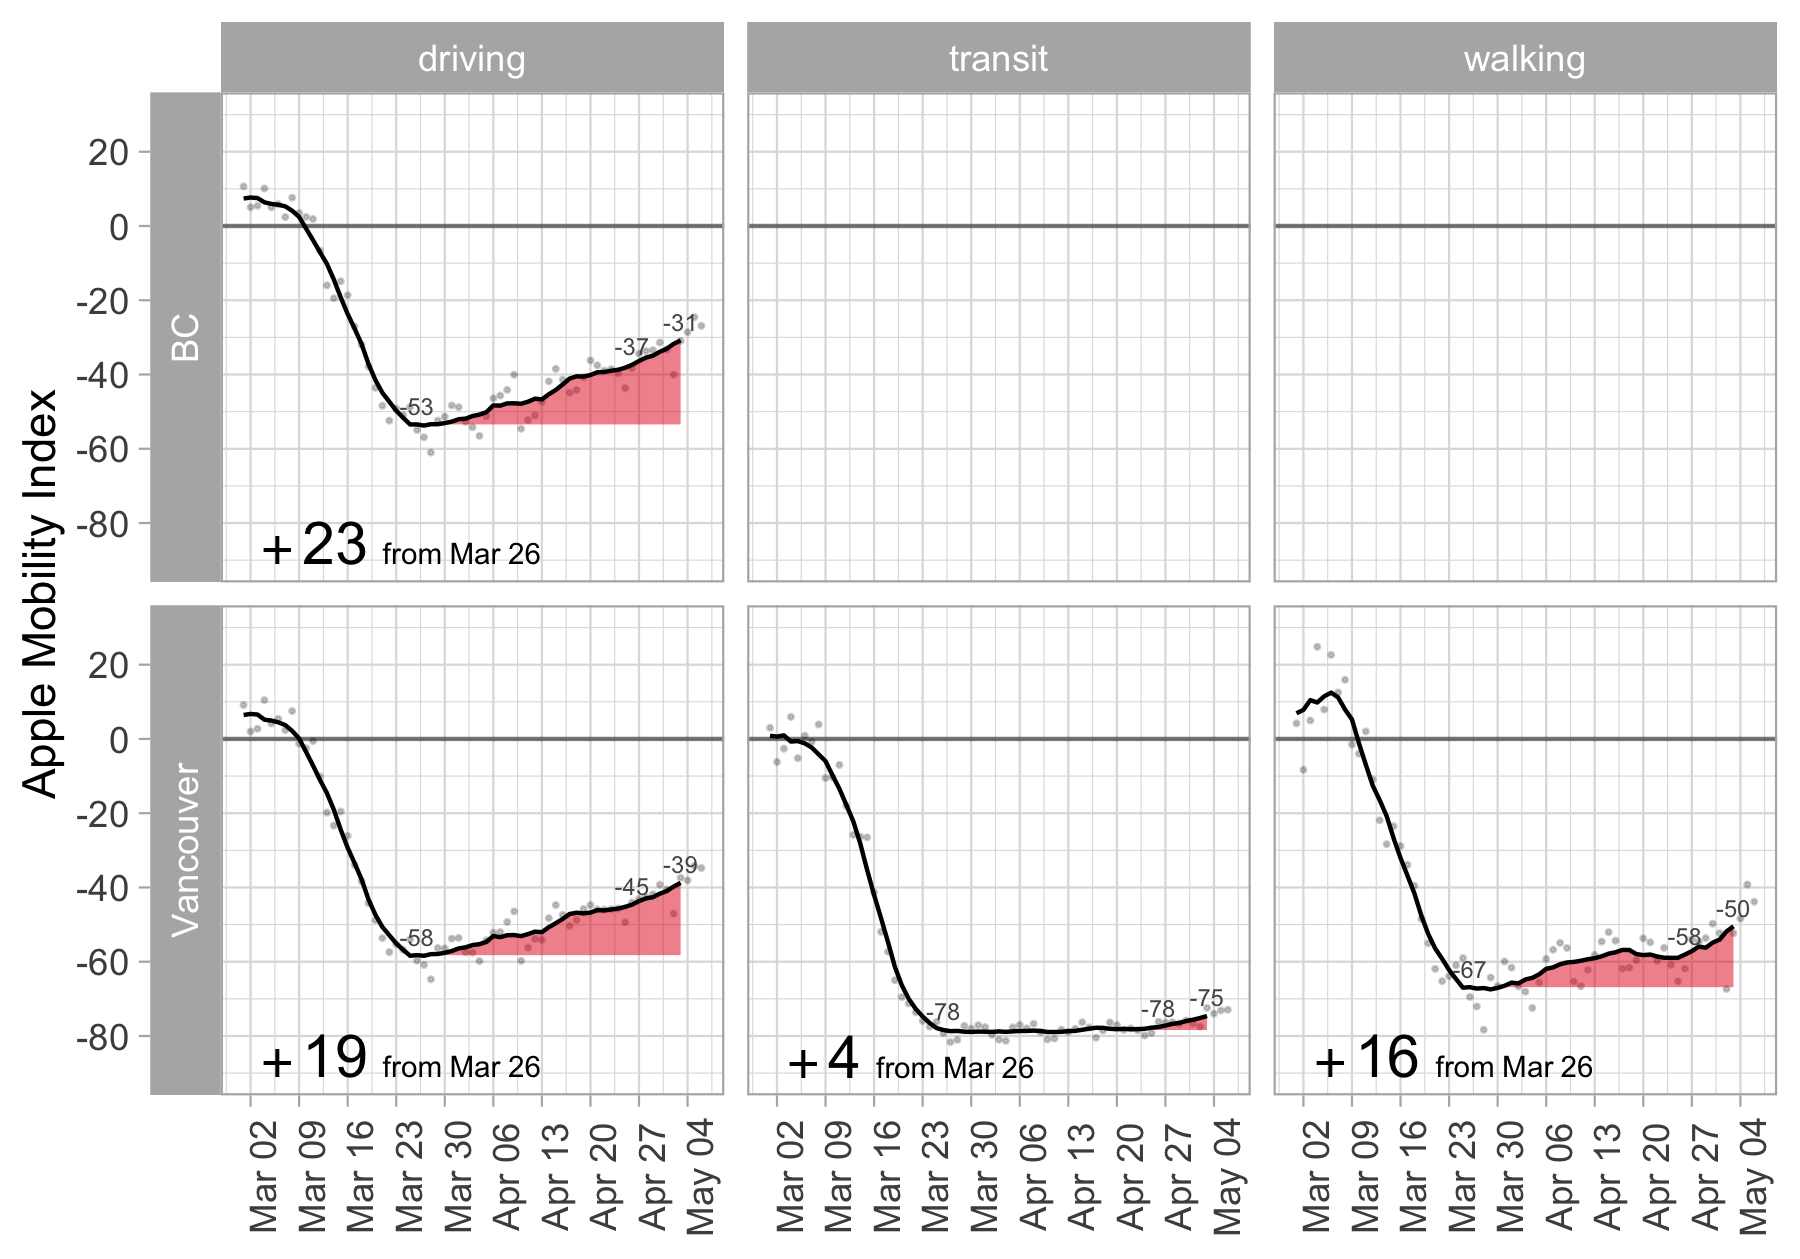 driving transit walking
Apple Mobility Index
BC
20
0
-20
-40
-60
-80
-53
-37
-31
+23 from Mar 26
Vancouver
20
0
-20
-40
-60
-80
-58
-45
-39
+19 from Mar 26
-78
-78
-75
+4 from Mar 26
-67
-58
-50
+16 from Mar 26
Mar 02
Mar 09
Mar 16
Mar 23
Mar 30
Apr 06
Apr 13
Apr 20
Apr 27
May 04
Mar 02
Mar 09
Mar 16
Mar 23
Mar 30
Apr 06
Apr 13
Apr 20
Apr 27
May 04
Mar 02
Mar 09
Mar 16
Mar 23
Mar 30
Apr 06
Apr 13
Apr 20
Apr 27
May 04